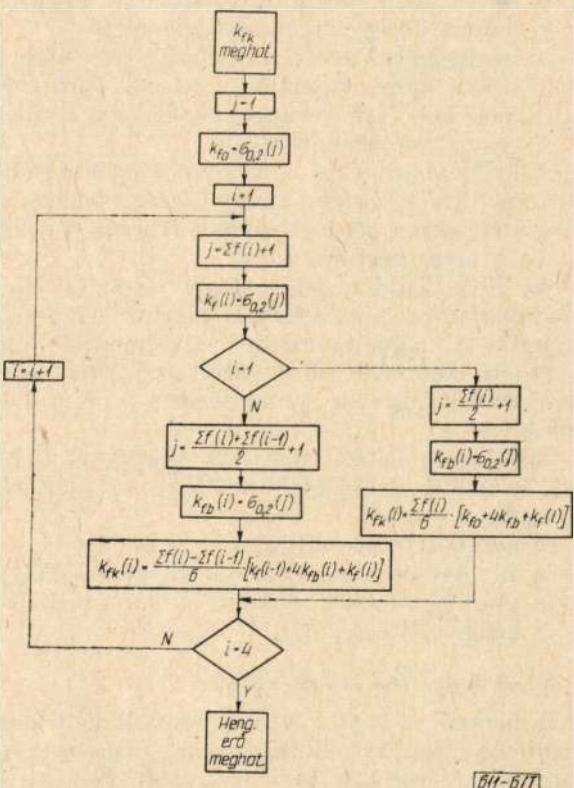 k_fk
meghat.
j=1
k_f0=σ_0,2(j)
i=1
j=Σf(i)+1
k_f(i)=σ_0,2(j)
i=1
i=i+1
N
j=(Σf(i)+Σf(i-1))/2+1
k_fb(i)=σ_0,2(j)
k_fk(i)=(Σf(i)-Σf(i-1))/6·[k_f(i-1)+4k_fb(i)+k_f(i)]
j=Σf(i)/2+1
k_fb(i)=σ_0,2(j)
k_fk(i)=Σf(i)/6·[k_f0+4k_fb+k_f(i)]
N
i=4
Y
Heng.
erő
meghat.
511-6/T